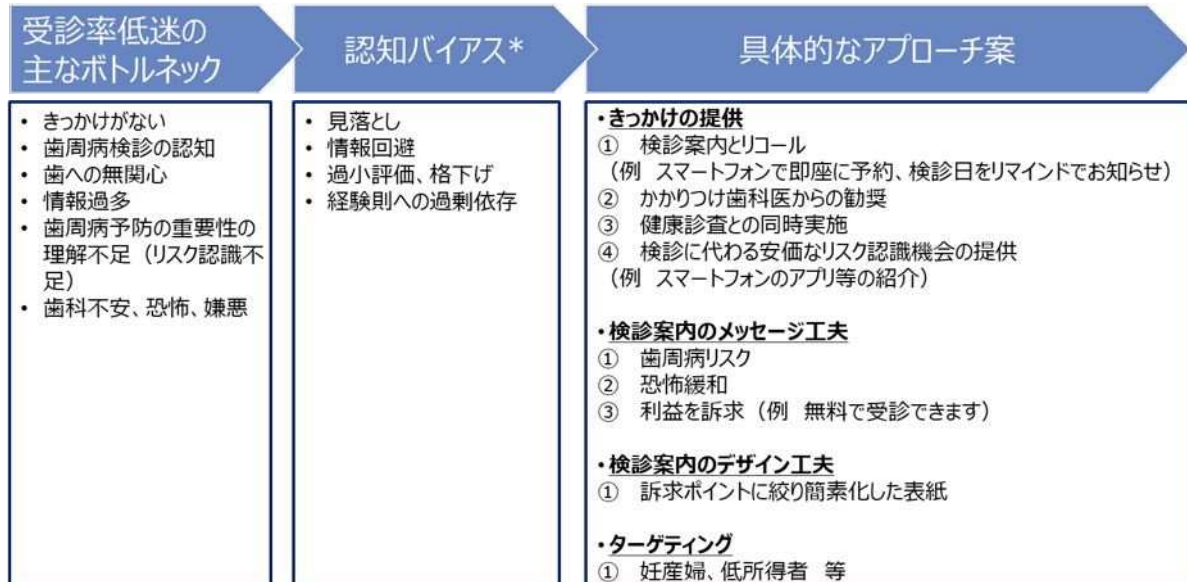 受診率低迷の
主なボトルネック
認知バイアス*
具体的なアプローチ案
• きっかけがない
• 歯周病検診の認知
• 歯への無関心
• 情報過多
• 歯周病予防の重要性の
理解不足（リスク認識不
足）
• 歯科不安、恐怖、嫌悪
• 見落とし
• 情報回避
• 過小評価、格下げ
• 経験則への過剰依存
・きっかけの提供
① 検診案内とリコール
（例　スマートフォンで即座に予約、検診日をリマインドでお知らせ）
② かかりつけ歯科医からの勧奨
③ 健康診査との同時実施
④ 検診に代わる安価なリスク認識機会の提供
（例　スマートフォンのアプリ等の紹介）
・検診案内のメッセージ工夫
① 歯周病リスク
② 恐怖緩和
③ 利益を訴求（例　無料で受診できます）
・検診案内のデザイン工夫
① 訴求ポイントに絞り簡素化した表紙
・ターゲティング
① 妊産婦、低所得者　等